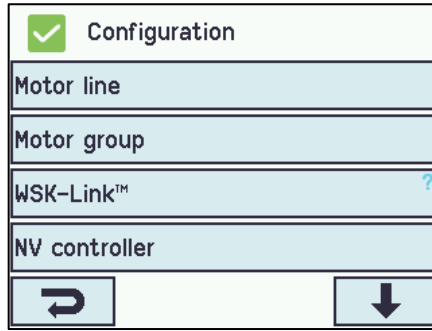 Configuration
Motor line
Motor group
WSK-Link™
?
NV controller